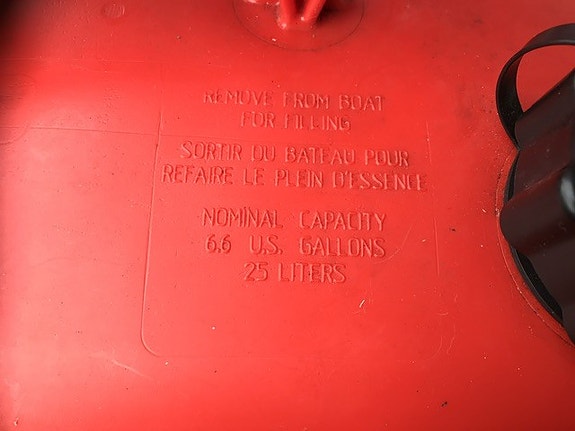 REMOVE FROM BOAT
FOR FILLING
SORTIR DU BATEAU POUR
REFAIRE LE PLEIN D'ESSENCE
NOMINAL CAPACITY
6.6 U.S. GALLONS
25 LITERS